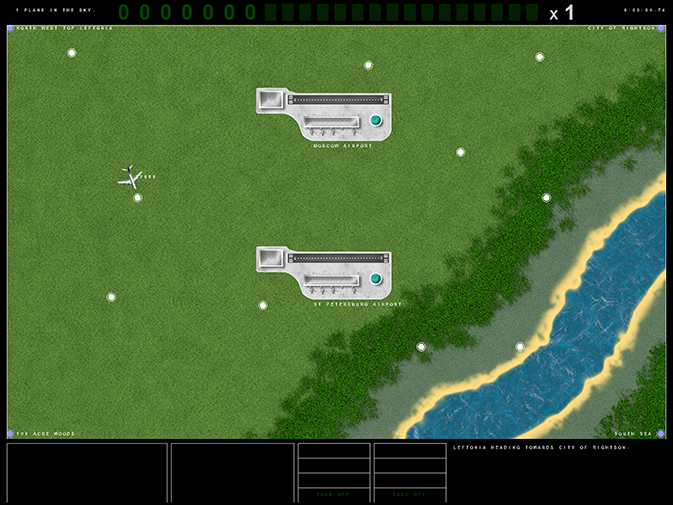 1 PLANE IN THE SKY.
0000000
x 1
NORTH WEST TOP LEFTONIA
CITY OF RIGHTSON
MOSCOW AIRPORT
ST PETERSBURG AIRPORT
ACRE WOODS
SOUTH SEA
LEFTONIA HEADING TOWARDS CITY OF RIGHTSON.